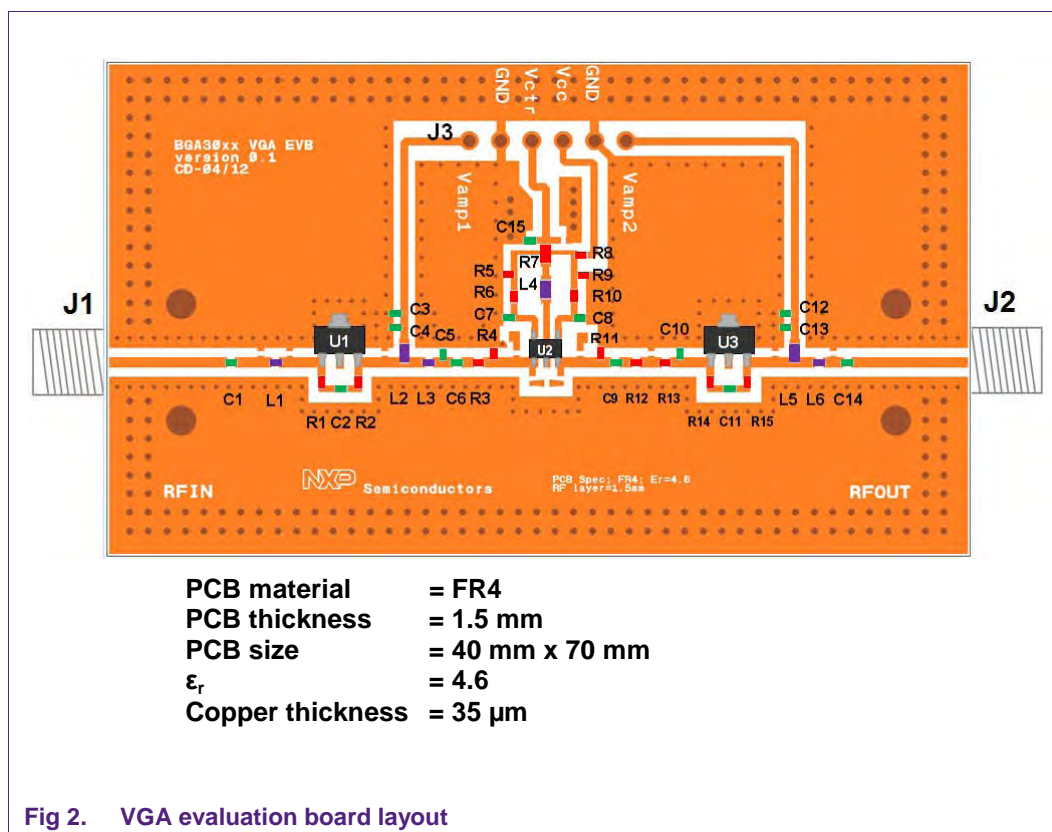 GND Vctr Vcc GND
J3
BGA30xx VGA EVB
version 0.1
CD-04/12
Vamp1 Vamp2
C15
R7 R8
R5 R9
L4
R6 R10
J1 J2
C3 C12
C7 C8
C4 C13
U1 C5 R4 U2 R11 C10 U3
C1 L1 L2 L3 C6 R3 C9 R12 R13 L5 L6 C14
R1 C2 R2 R14 C11 R15
NXP Semiconductors
PCB Spec: FR4; Er=4.6
RF layer=1.5mm
RFIN RFOUT
PCB material = FR4
PCB thickness = 1.5 mm
PCB size = 40 mm x 70 mm
εr = 4.6
Copper thickness = 35 µm
Fig 2. VGA evaluation board layout